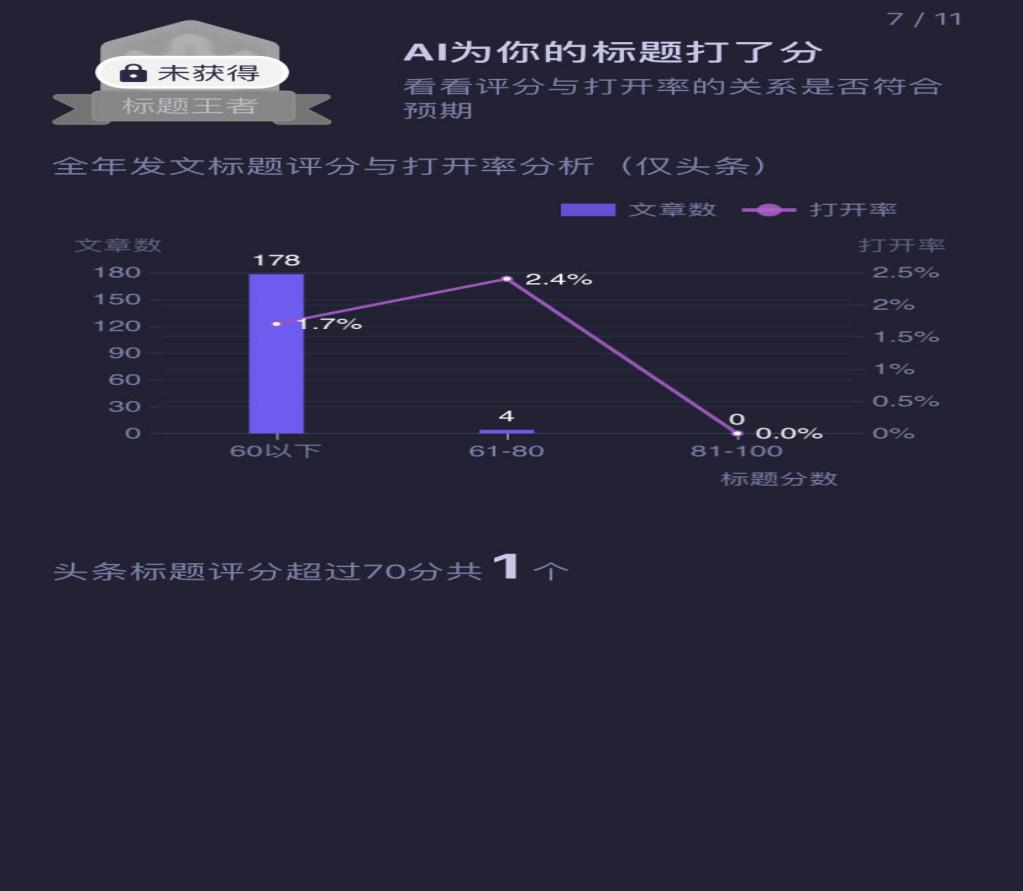 7 / 11
未获得
标题王者
AI为你的标题打了分
看看评分与打开率的关系是否符合
预期
全年发文标题评分与打开率分析（仅头条）
文章数 打开率
文章数 打开率
178
180 2.5%
2.4%
150 2%
120 1.7% 1.5%
90 1%
60
30 4 0 0.5%
0 0.0% 0%
60以下 61-80 81-100
标题分数
头条标题评分超过70分共 1 个